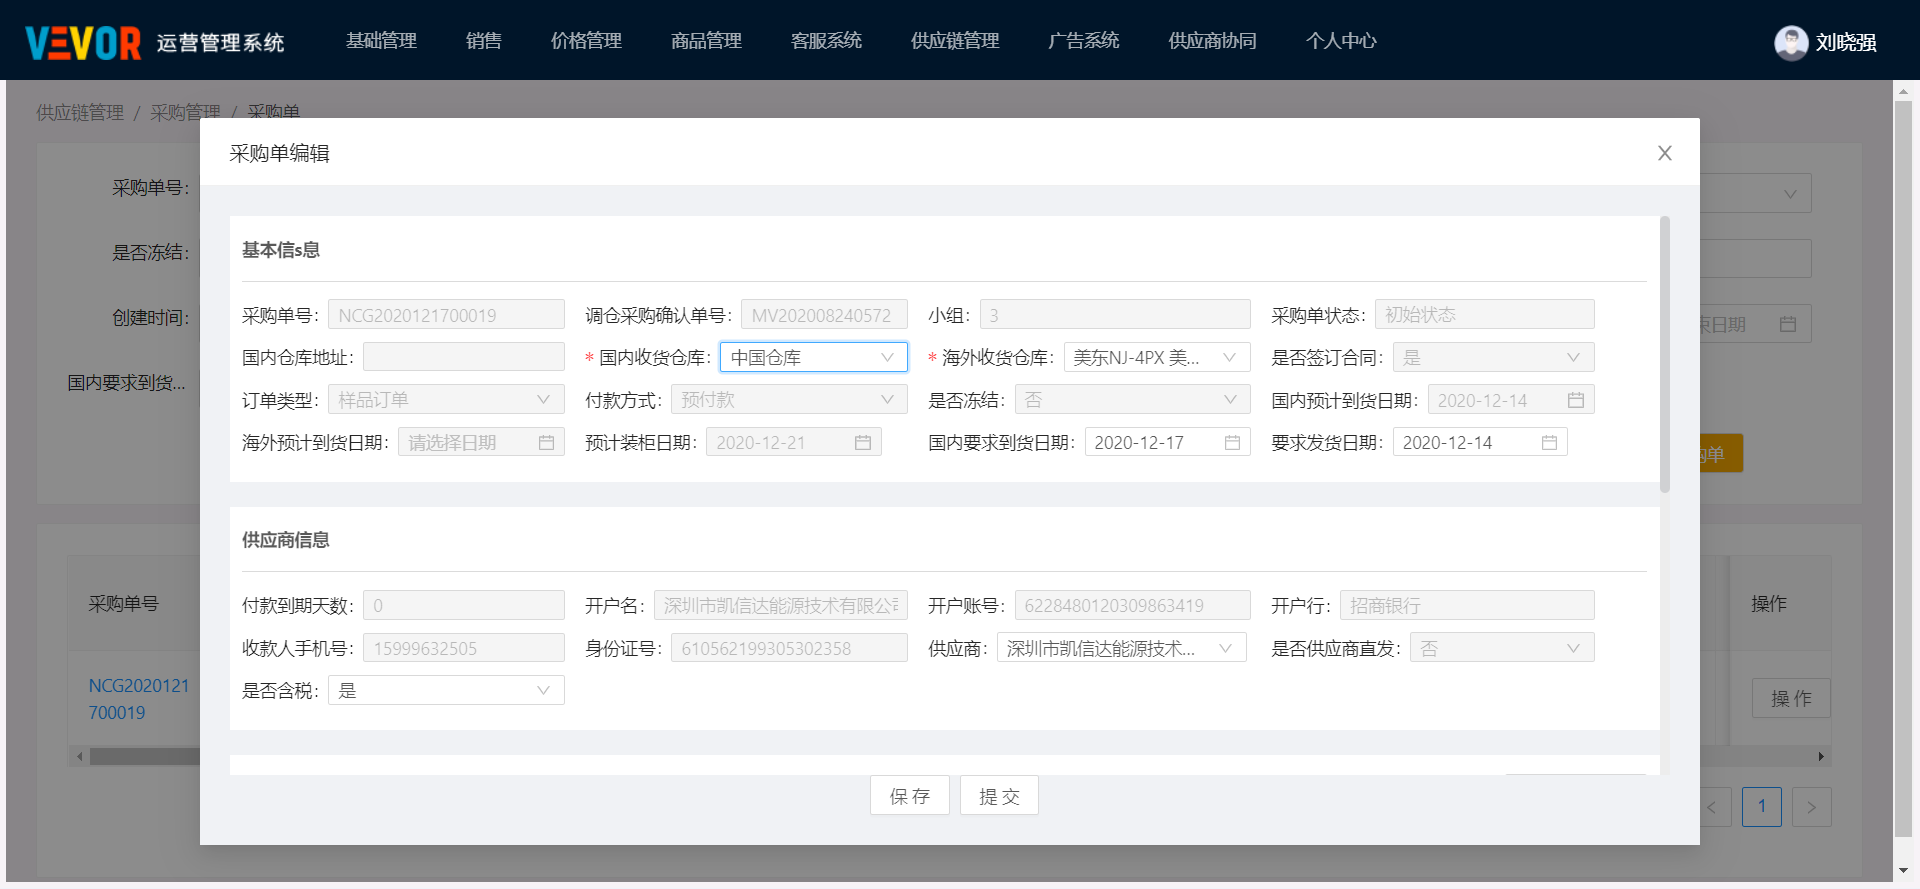 VEVOR 运营管理系统 基础管理 销售 价格管理 商品管理 客服系统 供应链管理 广告系统 供应商协同 个人中心 刘晓强
供应链管理 / 采购管理 / 采购单
采购单编辑
采购单号:
是否冻结:
创建时间:
束日期
国内要求到货...
购单
基本信s息
采购单号: NCG2020121700019 调仓采购确认单号: MV202008240572 小组: 3 采购单状态: 初始状态
国内仓库地址: * 国内收货仓库: 中国仓库 * 海外收货仓库: 美东NJ-4PX 美... 是否签订合同: 是
订单类型: 样品订单 付款方式: 预付款 是否冻结: 否 国内预计到货日期: 2020-12-14
海外预计到货日期: 请选择日期 预计装柜日期: 2020-12-21 国内要求到货日期: 2020-12-17 要求发货日期: 2020-12-14
供应商信息
付款到期天数: 0 开户名: 深圳市凯信达能源技术有限公司 开户账号: 6228480120309863419 开户行: 招商银行
收款人手机号: 15999632505 身份证号: 610562199305302358 供应商: 深圳市凯信达能源技术... 是否供应商直发: 否
是否含税: 是
采购单号 操作
NCG2020121
700019
操 作
保 存 提 交
< 1 >